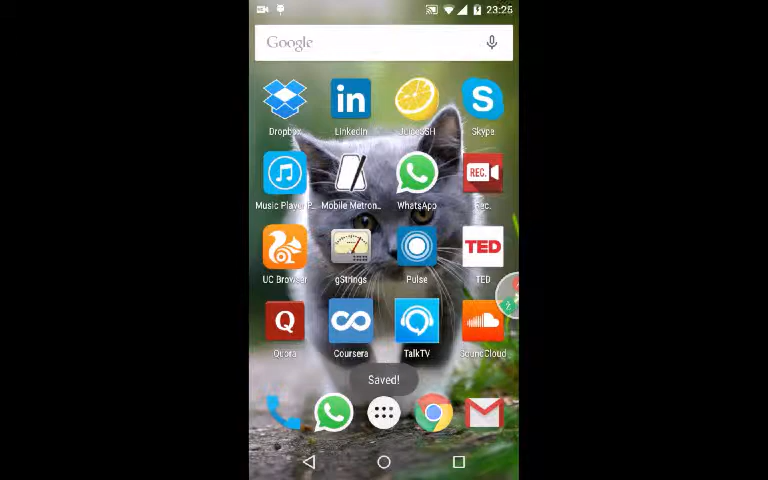 23:25
Google
in
S
Dropbox LinkedIn JuiceSSH Skype
REC.
Music Player P.. Mobile Metron.. WhatsApp Rec.
TED
UC Browser gStrings Pulse TED
Q
Quora Coursera TalkTV SoundCloud
Saved!